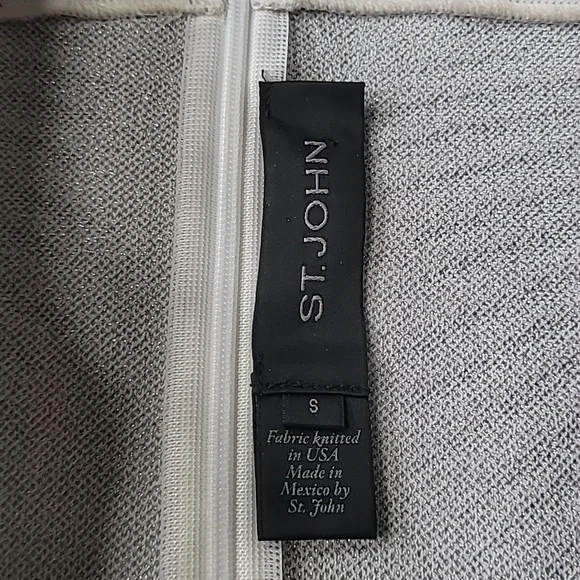 ST. JOHN
S
Fabric knitted
in USA
Made in
Mexico by
St. John